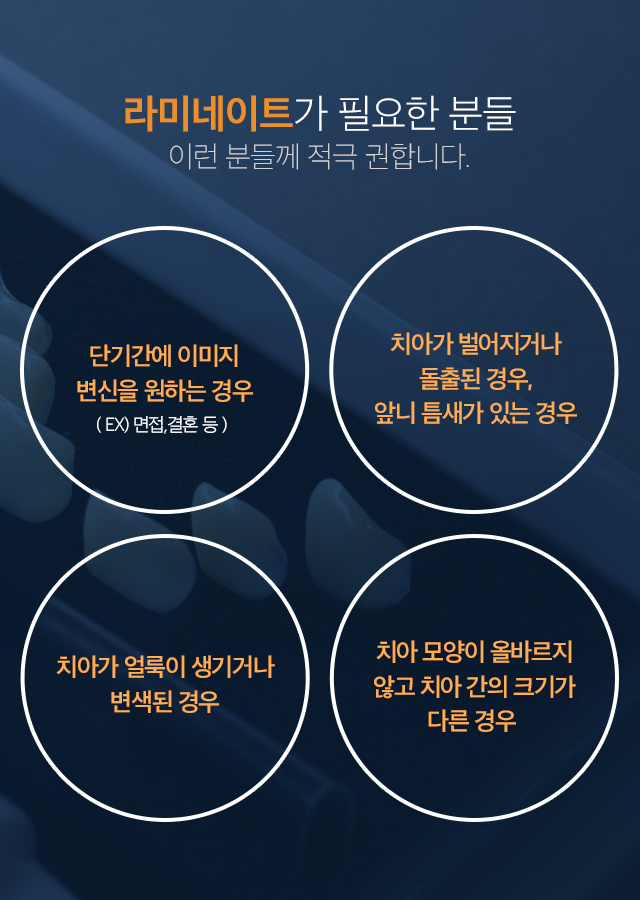 라미네이트가 필요한 분들
이런 분들께 적극 권합니다.
단기간에 이미지
변신을 원하는 경우
( EX) 면접,결혼 등 )
치아가 벌어지거나
돌출된 경우,
앞니 틈새가 있는 경우
치아가 얼룩이 생기거나
변색된 경우
치아 모양이 올바르지
않고 치아 간의 크기가
다른 경우